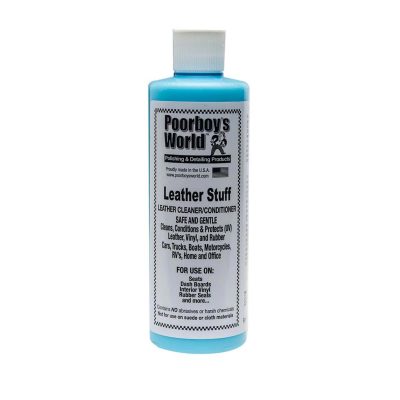 Poorboy's
World™
Polishing & Detailing Products
Proudly made in the U.S.A.
www.poorboysworld.com
Leather Stuff
LEATHER CLEANER/CONDITIONER
SAFE AND GENTLE
Cleans, Conditions & Protects (UV)
Leather, Vinyl, and Rubber
Cars, Trucks, Boats, Motorcycles,
RV's, Home and Office
FOR USE ON:
Seats
Dash Boards
Interior Vinyl
Rubber Seals
and more...
Contains NO abrasives or harsh chemicals
Not for use on suede or cloth materials